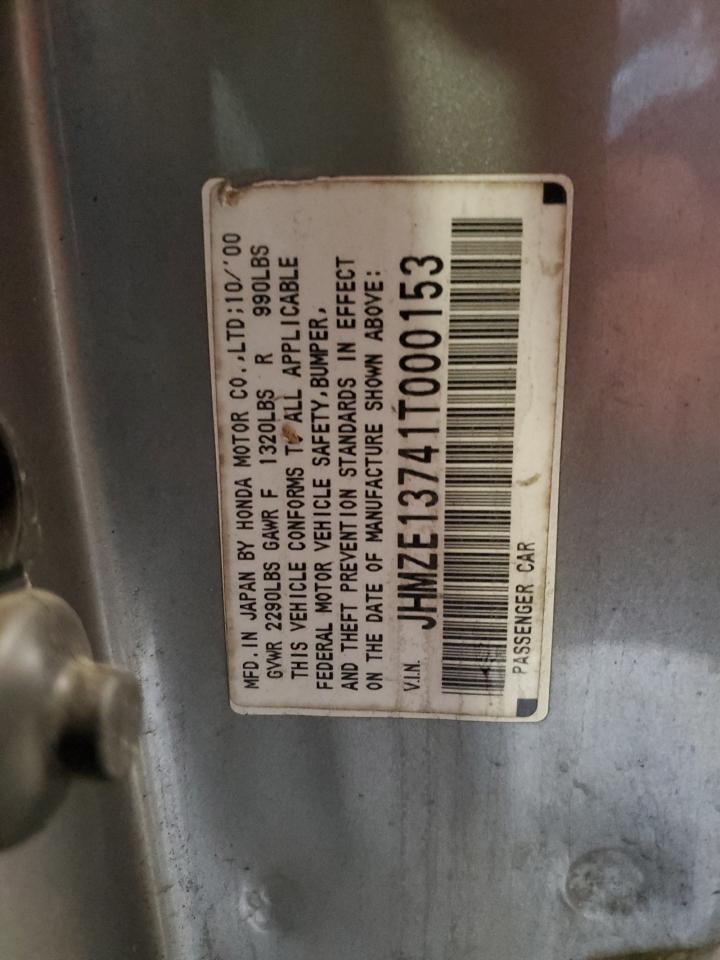 MFD. IN JAPAN BY HONDA MOTOR CO.,LTD;10/'00
GVWR 2290LBS GAWR F 1320LBS R 990LBS
THIS VEHICLE CONFORMS TO ALL APPLICABLE
FEDERAL MOTOR VEHICLE SAFETY,BUMPER,
AND THEFT PREVENTION STANDARDS IN EFFECT
ON THE DATE OF MANUFACTURE SHOWN ABOVE:
V.I.N. JHMZE13741T000153
PASSENGER CAR